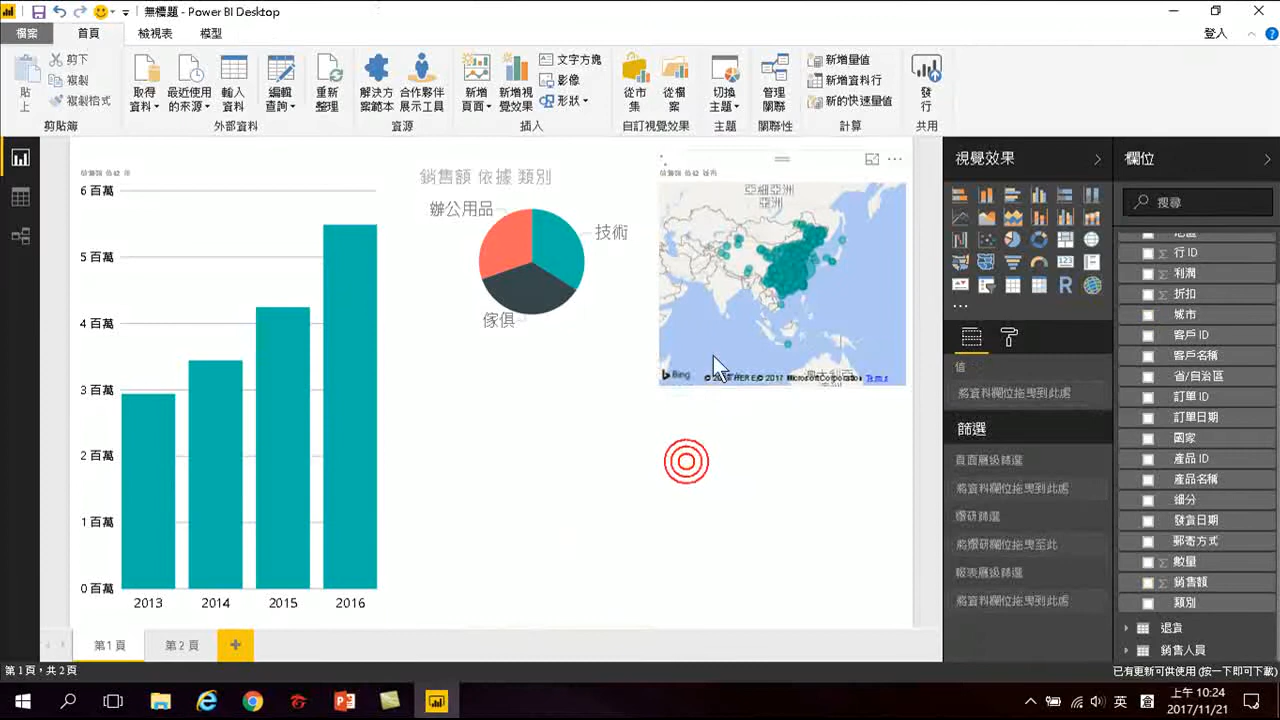 無標題 - Power BI Desktop
檔案
首頁
檢視表
模型
登入
貼上
剪下
複製
複製格式
剪貼簿
取得資料
最近使用的來源
輸入資料
編輯查詢
重新整理
外部資料
解決方案範本
合作夥伴展示工具
資源
新增頁面
新增視覺效果
文字方塊
影像
形狀
插入
從市集
從檔案
自訂視覺效果
切換主題
主題
管理關聯
關聯性
新增量值
新增資料行
新的快速量值
計算
發行
共用
6 百萬
5 百萬
4 百萬
3 百萬
2 百萬
1 百萬
0 百萬
2013
2014
2015
2016
銷售額 依據 類別
辦公用品
技術
傢俱
亞洲
Bing
Terms
視覺效果
值
將資料欄位拖曳到此處
篩選
頁面層級篩選
將資料欄位拖曳到此處
鑽研篩選
將鑽研欄位拖曳至此
報表層級篩選
將資料欄位拖曳到此處
欄位
搜尋
行 ID
利潤
折扣
城市
客戶 ID
客戶名稱
省/自治區
訂單 ID
訂單日期
國家
產品 ID
產品名稱
細分
發貨日期
郵寄方式
數量
銷售額
類別
退貨
銷售人員
第 1 頁
第 2 頁
第 1 頁，共 2 頁
已有更新可供使用 (按一下即可下載)
英
上午 10:24
2017/11/21